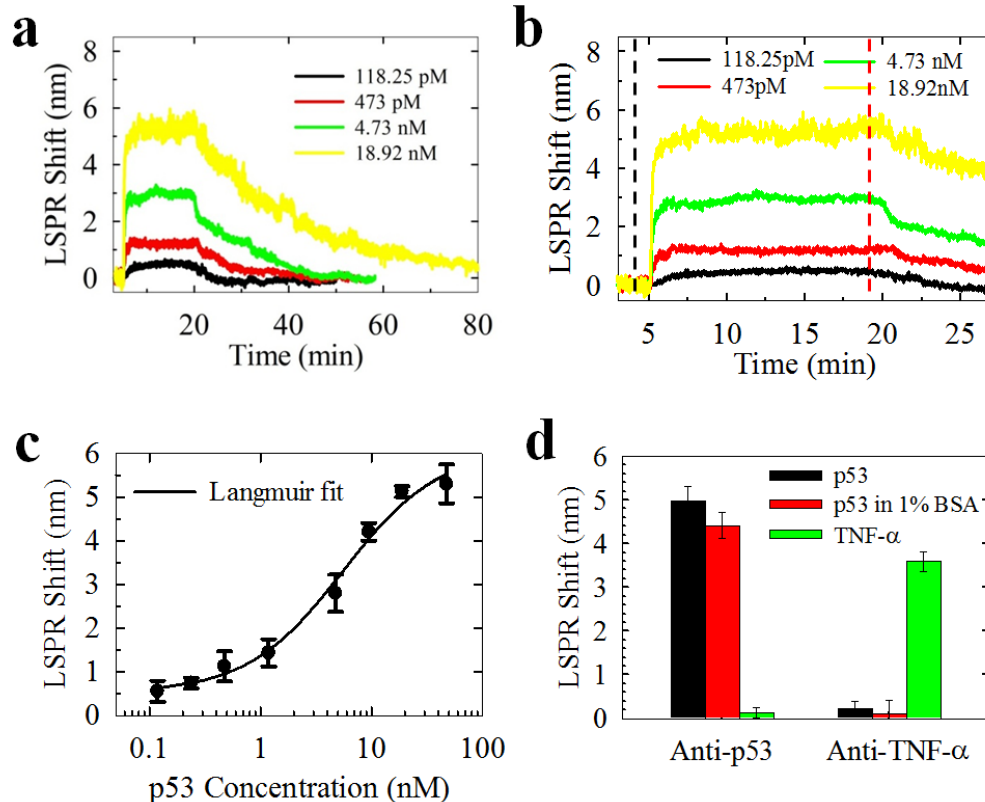 a
8
6
4
2
0
LSPR Shift (nm)
118.25 pM
473 pM
4.73 nM
18.92 nM
20 40 60 80
Time (min)
b
8
6
4
2
0
LSPR Shift (nm)
118.25pM 4.73 nM
473pM 18.92nM
5 10 15 20 25
Time (min)
c
6
5
4
3
2
1
0
LSPR Shift (nm)
Langmuir fit
0.1 1 10 100
p53 Concentration (nM)
d
6
5
4
3
2
1
0
LSPR Shift (nm)
p53
p53 in 1% BSA
TNF-α
Anti-p53 Anti-TNF-α